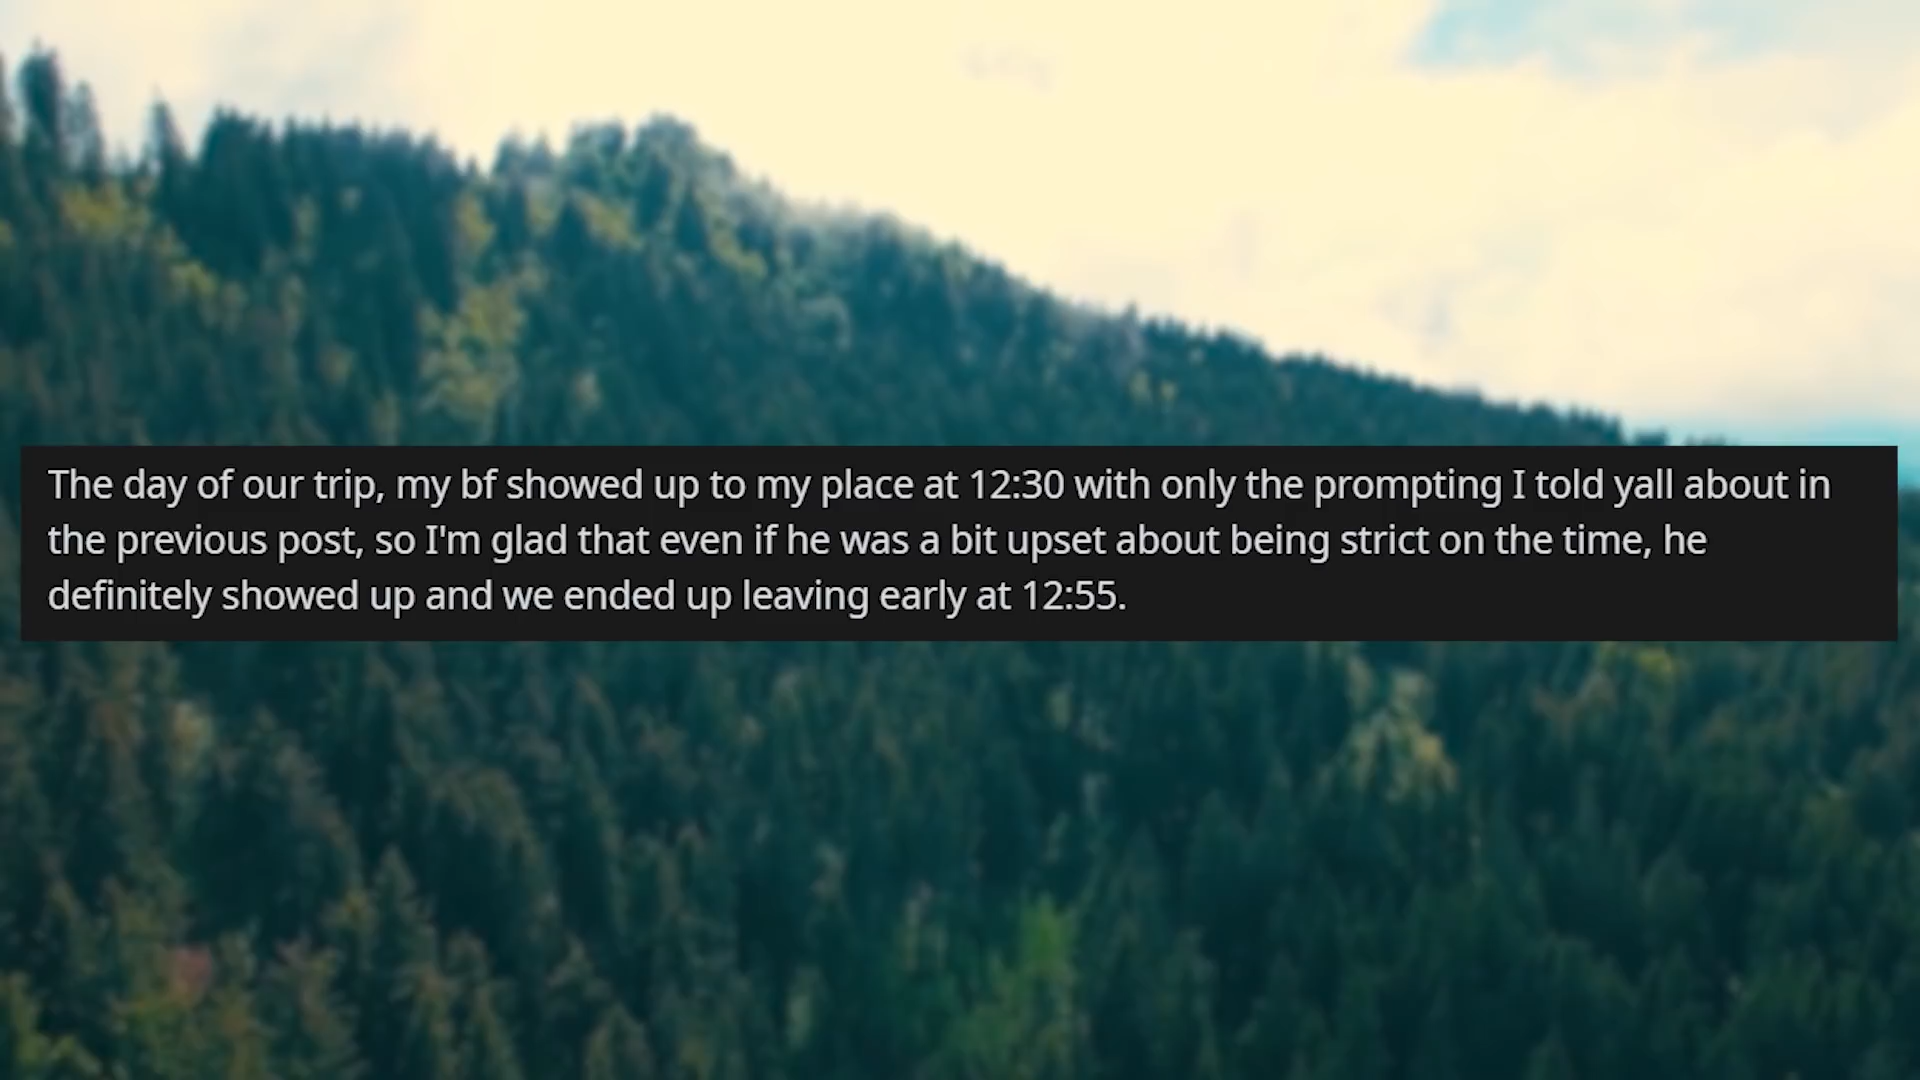 The day of our trip, my bf showed up to my place at 12:30 with only the prompting I told yall about in
the previous post, so I'm glad that even if he was a bit upset about being strict on the time, he
definitely showed up and we ended up leaving early at 12:55.